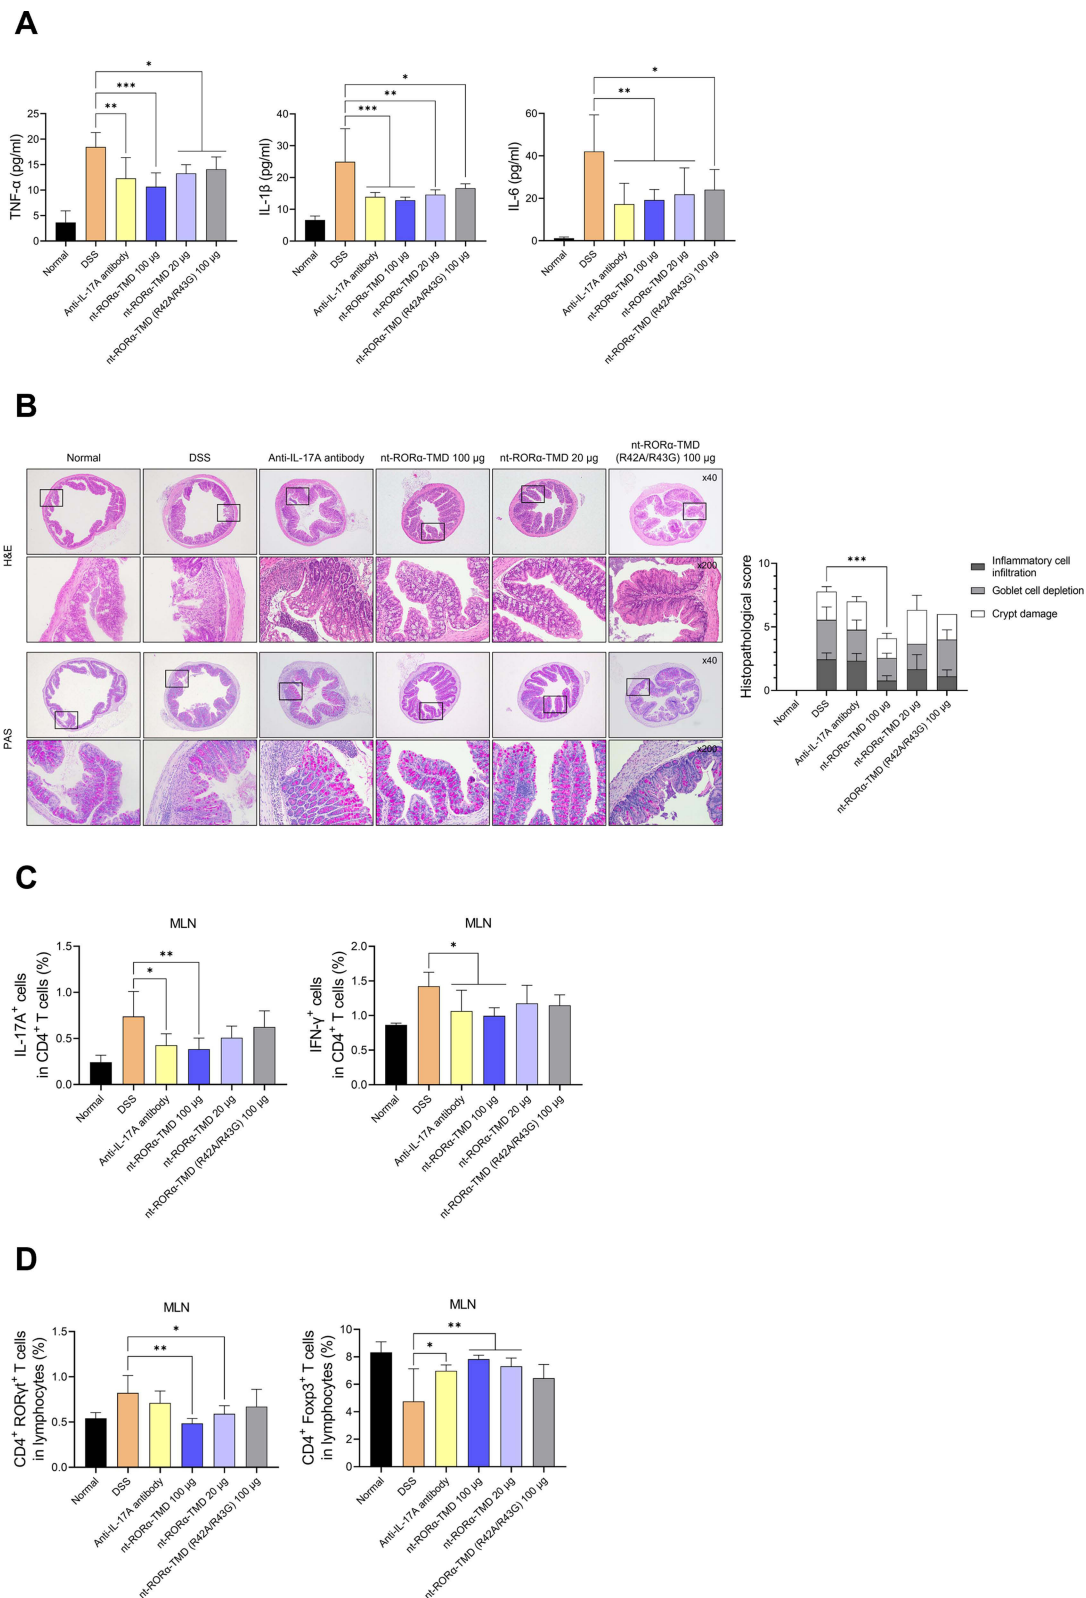 A
TNF-α (pg/ml)
25
20
15
10
5
0
*
***
**
Normal
DSS
Anti-IL-17A antibody
nt-RORα-TMD 100 μg
nt-RORα-TMD 20 μg
nt-RORα-TMD (R42A/R43G) 100 μg
IL-1β (pg/ml)
40
30
20
10
0
*
**
***
Normal
DSS
Anti-IL-17A antibody
nt-RORα-TMD 100 μg
nt-RORα-TMD 20 μg
nt-RORα-TMD (R42A/R43G) 100 μg
IL-6 (pg/ml)
60
40
20
0
*
**
Normal
DSS
Anti-IL-17A antibody
nt-RORα-TMD 100 μg
nt-RORα-TMD 20 μg
nt-RORα-TMD (R42A/R43G) 100 μg
B
Normal
DSS
Anti-IL-17A antibody
nt-RORα-TMD 100 μg
nt-RORα-TMD 20 μg
nt-RORα-TMD
(R42A/R43G) 100 μg
H&E
x40
x200
PAS
x40
x200
Histopathological score
10
5
0
***
Normal
DSS
Anti-IL-17A antibody
nt-RORα-TMD 100 μg
nt-RORα-TMD 20 μg
nt-RORα-TMD (R42A/R43G) 100 μg
Inflammatory cell
infiltration
Goblet cell depletion
Crypt damage
C
MLN
IL-17A⁺ cells
in CD4⁺ T cells (%)
1.5
1.0
0.5
0.0
**
*
Normal
DSS
Anti-IL-17A antibody
nt-RORα-TMD 100 μg
nt-RORα-TMD 20 μg
nt-RORα-TMD (R42A/R43G) 100 μg
MLN
IFN-γ⁺ cells
in CD4⁺ T cells (%)
2.0
1.5
1.0
0.5
0.0
*
Normal
DSS
Anti-IL-17A antibody
nt-RORα-TMD 100 μg
nt-RORα-TMD 20 μg
nt-RORα-TMD (R42A/R43G) 100 μg
D
MLN
CD4⁺ RORγt⁺ T cells
in lymphocytes (%)
1.5
1.0
0.5
0.0
*
**
Normal
DSS
Anti-IL-17A antibody
nt-RORα-TMD 100 μg
nt-RORα-TMD 20 μg
nt-RORα-TMD (R42A/R43G) 100 μg
MLN
CD4⁺ Foxp3⁺ T cells
in lymphocytes (%)
10
8
6
4
2
0
**
*
Normal
DSS
Anti-IL-17A antibody
nt-RORα-TMD 100 μg
nt-RORα-TMD 20 μg
nt-RORα-TMD (R42A/R43G) 100 μg